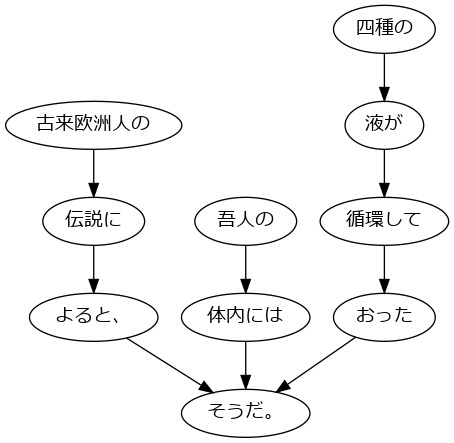 四種の
古来欧洲人の
液が
伝説に
吾人の
循環して
よると、
体内には
おった
そうだ。